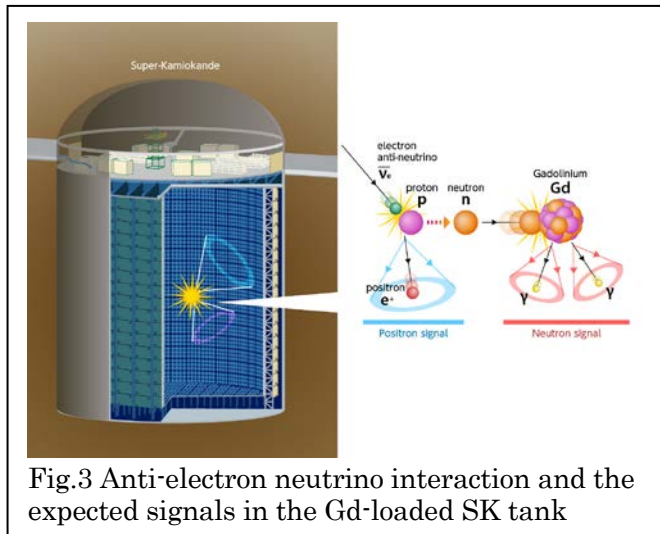 Super-Kamiokande
electron
anti-neutrino
ν̅e
proton
p
neutron
n
Gadolinium
Gd
positron
e+
γ
γ
Positron signal
Neutron signal
Fig.3 Anti-electron neutrino interaction and the
expected signals in the Gd-loaded SK tank